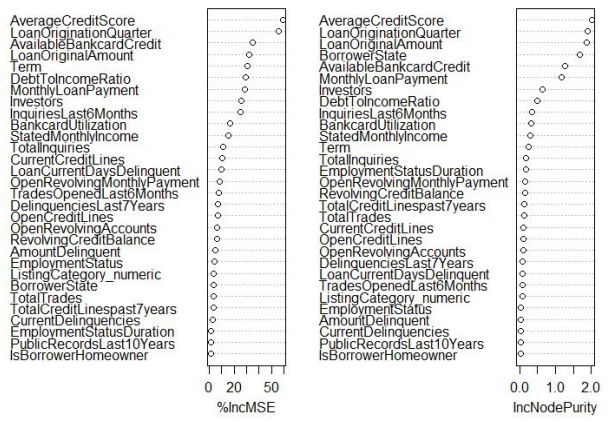 AverageCreditScore
LoanOriginationQuarter
AvailableBankcardCredit
LoanOriginalAmount
Term
DebtToIncomeRatio
MonthlyLoanPayment
Investors
InquiriesLast6Months
BankcardUtilization
StatedMonthlyIncome
TotalInquiries
CurrentCreditLines
LoanCurrentDaysDelinquent
OpenRevolvingMonthlyPayment
TradesOpenedLast6Months
DelinquenciesLast7Years
OpenCreditLines
OpenRevolvingAccounts
RevolvingCreditBalance
AmountDelinquent
EmploymentStatus
ListingCategory_numeric
BorrowerState
TotalTrades
TotalCreditLinespast7years
CurrentDelinquencies
EmploymentStatusDuration
PublicRecordsLast10Years
IsBorrowerHomeowner
0 20 50
%IncMSE
AverageCreditScore
LoanOriginationQuarter
LoanOriginalAmount
BorrowerState
AvailableBankcardCredit
MonthlyLoanPayment
Investors
DebtToIncomeRatio
InquiriesLast6Months
BankcardUtilization
StatedMonthlyIncome
Term
TotalInquiries
EmploymentStatusDuration
OpenRevolvingMonthlyPayment
RevolvingCreditBalance
TotalCreditLinespast7years
TotalTrades
CurrentCreditLines
OpenCreditLines
OpenRevolvingAccounts
DelinquenciesLast7Years
LoanCurrentDaysDelinquent
TradesOpenedLast6Months
ListingCategory_numeric
EmploymentStatus
AmountDelinquent
CurrentDelinquencies
PublicRecordsLast10Years
IsBorrowerHomeowner
0.0 1.0 2.0
IncNodePurity